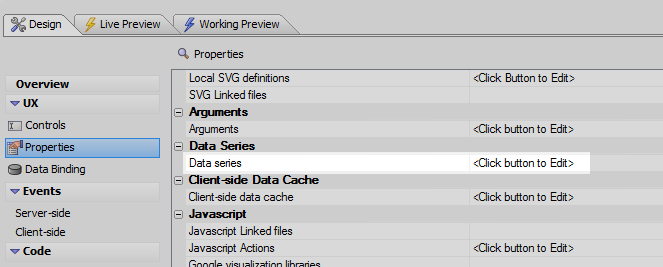 Design Live Preview Working Preview
Properties
Overview
UX
Controls
Properties
Data Binding
Events
Server-side
Client-side
Code
Local SVG definitions <Click Button to Edit>
SVG Linked files
Arguments
Arguments <Click button to Edit>
Data Series
Data series <Click button to Edit>
Client-side Data Cache
Client-side data cache <Click button to Edit>
Javascript
Javascript Linked files
Javascript Actions <Click button to Edit>
Google visualization libraries